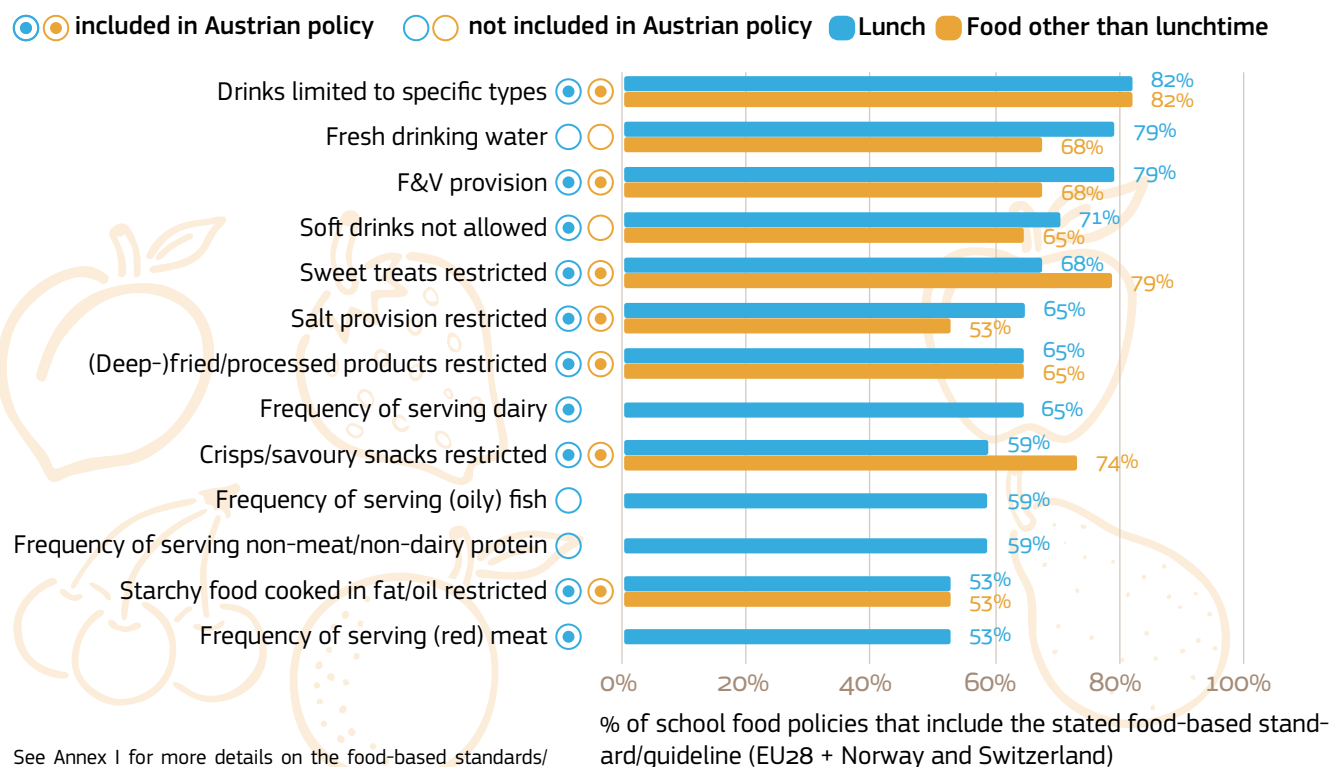 included in Austrian policy not included in Austrian policy Lunch Food other than lunchtime
Drinks limited to specific types 82%
82%
Fresh drinking water 79%
68%
F&V provision 79%
68%
Soft drinks not allowed 71%
65%
Sweet treats restricted 68%
79%
Salt provision restricted 65%
53%
(Deep-)fried/processed products restricted 65%
65%
Frequency of serving dairy 65%
Crisps/savoury snacks restricted 59%
74%
Frequency of serving (oily) fish 59%
Frequency of serving non-meat/non-dairy protein 59%
Starchy food cooked in fat/oil restricted 53%
53%
Frequency of serving (red) meat 53%
0% 20% 40% 60% 80% 100%
% of school food policies that include the stated food-based stand-
ard/guideline (EU28 + Norway and Switzerland)
See Annex I for more details on the food-based standards/